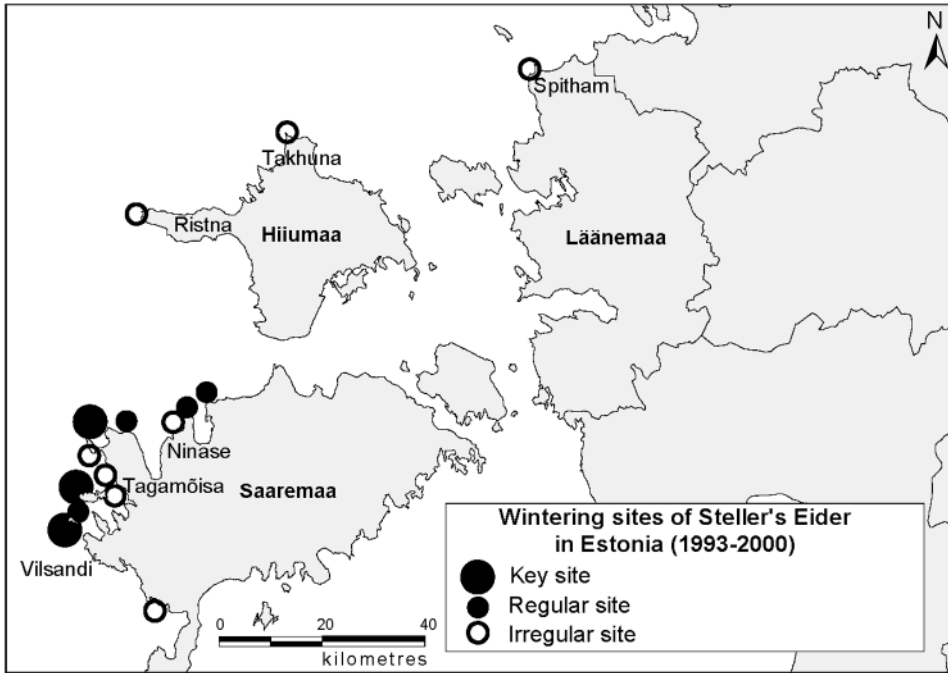 N
Spitham
Takhuna
Ristna
Hiiumaa
Läänemaa
Ninase
Tagamõisa
Saaremaa
Vilsandi
Wintering sites of Steller's Eider
in Estonia (1993-2000)
Key site
Regular site
Irregular site
0 20 40
kilometres